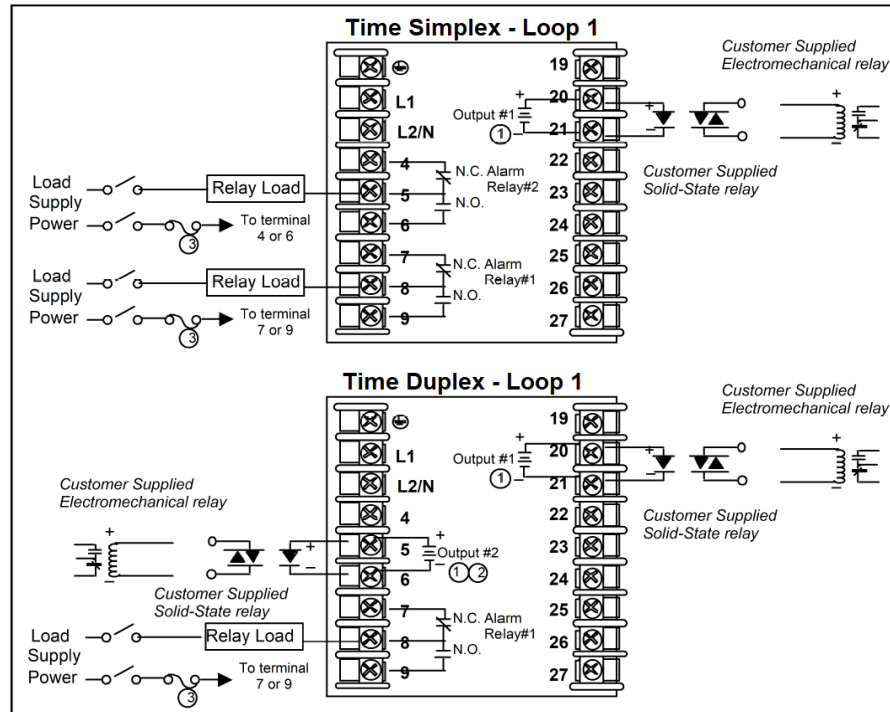 Time Simplex - Loop 1
Customer Supplied
Electromechanical relay
19
L1
20
+
Output #1
+
+
L2/N
21
1 –
–
–
4
22
N.C. Alarm
Relay#2
Customer Supplied
Solid-State relay
Load
Supply
Power
Relay Load
5
N.O.
23
3
To terminal
4 or 6
6
24
7
25
N.C. Alarm
Relay#1
Load
Supply
Power
Relay Load
8
N.O.
26
3
To terminal
7 or 9
9
27
Time Duplex - Loop 1
Customer Supplied
Electromechanical relay
19
L1
20
+
Output #1
+
+
L2/N
21
1 –
–
–
Customer Supplied
Electromechanical relay
4
22
Customer Supplied
Solid-State relay
+
+
5
+
Output #2
23
–
–
6
–
1 2
24
Customer Supplied
Solid-State relay
7
25
N.C. Alarm
Relay#1
Load
Supply
Power
Relay Load
8
N.O.
26
3
To terminal
7 or 9
9
27